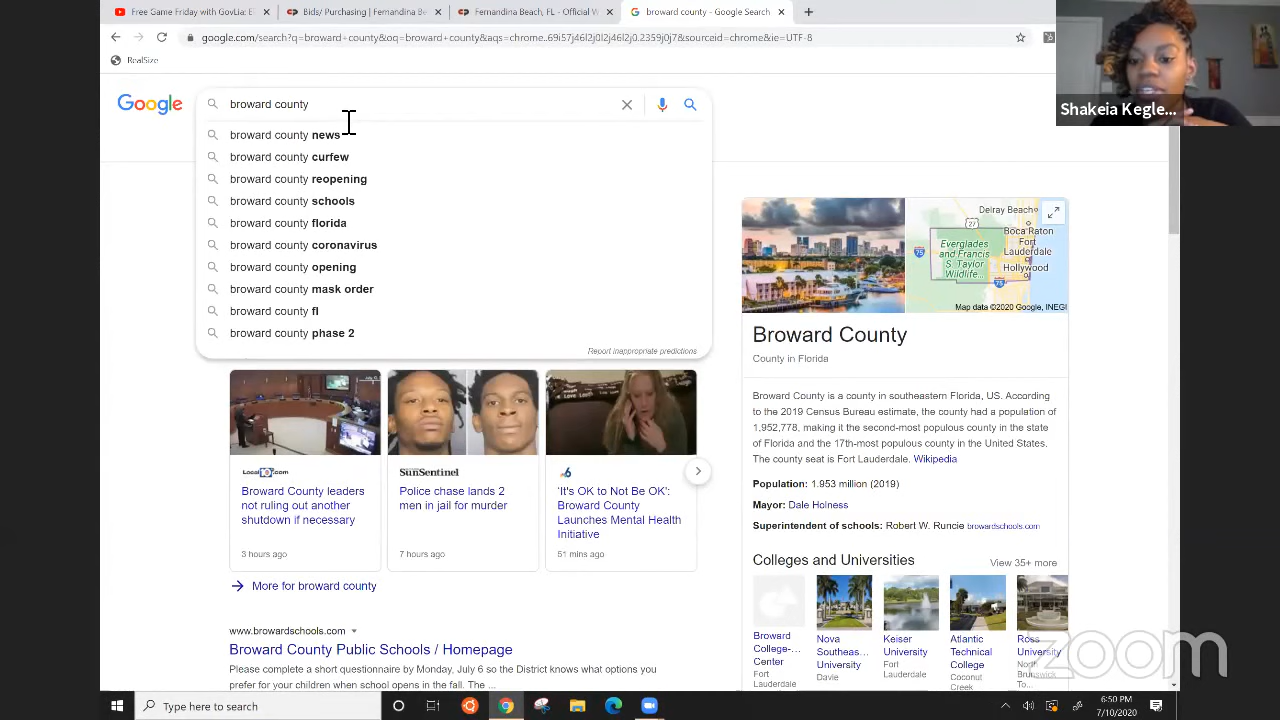 Free Game Friday with GovLia: ET
Bids/ Purchasing | Fernandina Be
Fernandina Beach, FL - Official W
broward county - Google Search
google.com/search?q=broward+county&oq=broward+county&aqs=chrome..69i57j46l2j0l2j46l2j0.2359j0j7&sourceid=chrome&ie=UTF-8
RealSize
Shakeia Kegle...
Google
broward county
broward county news
broward county curfew
broward county reopening
broward county schools
broward county florida
broward county coronavirus
broward county opening
broward county mask order
broward county fl
broward county phase 2
Report inappropriate predictions
Local10.com
Broward County leaders
not ruling out another
shutdown if necessary
3 hours ago
SunSentinel
Police chase lands 2
men in jail for murder
7 hours ago
6
'It's OK to Not Be OK':
Broward County
Launches Mental Health
Initiative
51 mins ago
More for broward county
www.browardschools.com
Broward County Public Schools / Homepage
Please complete a short questionnaire by Monday, July 6 so the District knows what options you
prefer for your children when school opens in the fall. The ...
Delray Beach
27
Boca Raton
Everglades
and Francis
S. Taylor
Wildlife...
75
Fort
Lauderdale
Hollywood
75
Map data ©2020 Google, INEGI
Broward County
County in Florida
Broward County is a county in southeastern Florida, US. According
to the 2019 Census Bureau estimate, the county had a population of
1,952,778, making it the second-most populous county in the state
of Florida and the 17th-most populous county in the United States.
The county seat is Fort Lauderdale. Wikipedia
Population: 1.953 million (2019)
Mayor: Dale Holness
Superintendent of schools: Robert W. Runcie browardschools.com
Colleges and Universities
View 35+ more
Broward
College-...
Center
Fort
Lauderdale
Nova
Southeas...
University
Davie
Keiser
University
Fort
Lauderdale
Atlantic
Technical
College
Coconut
Creek
Ross
University
North
Brunswick
To...
zoom
Type here to search
6:50 PM
7/10/2020